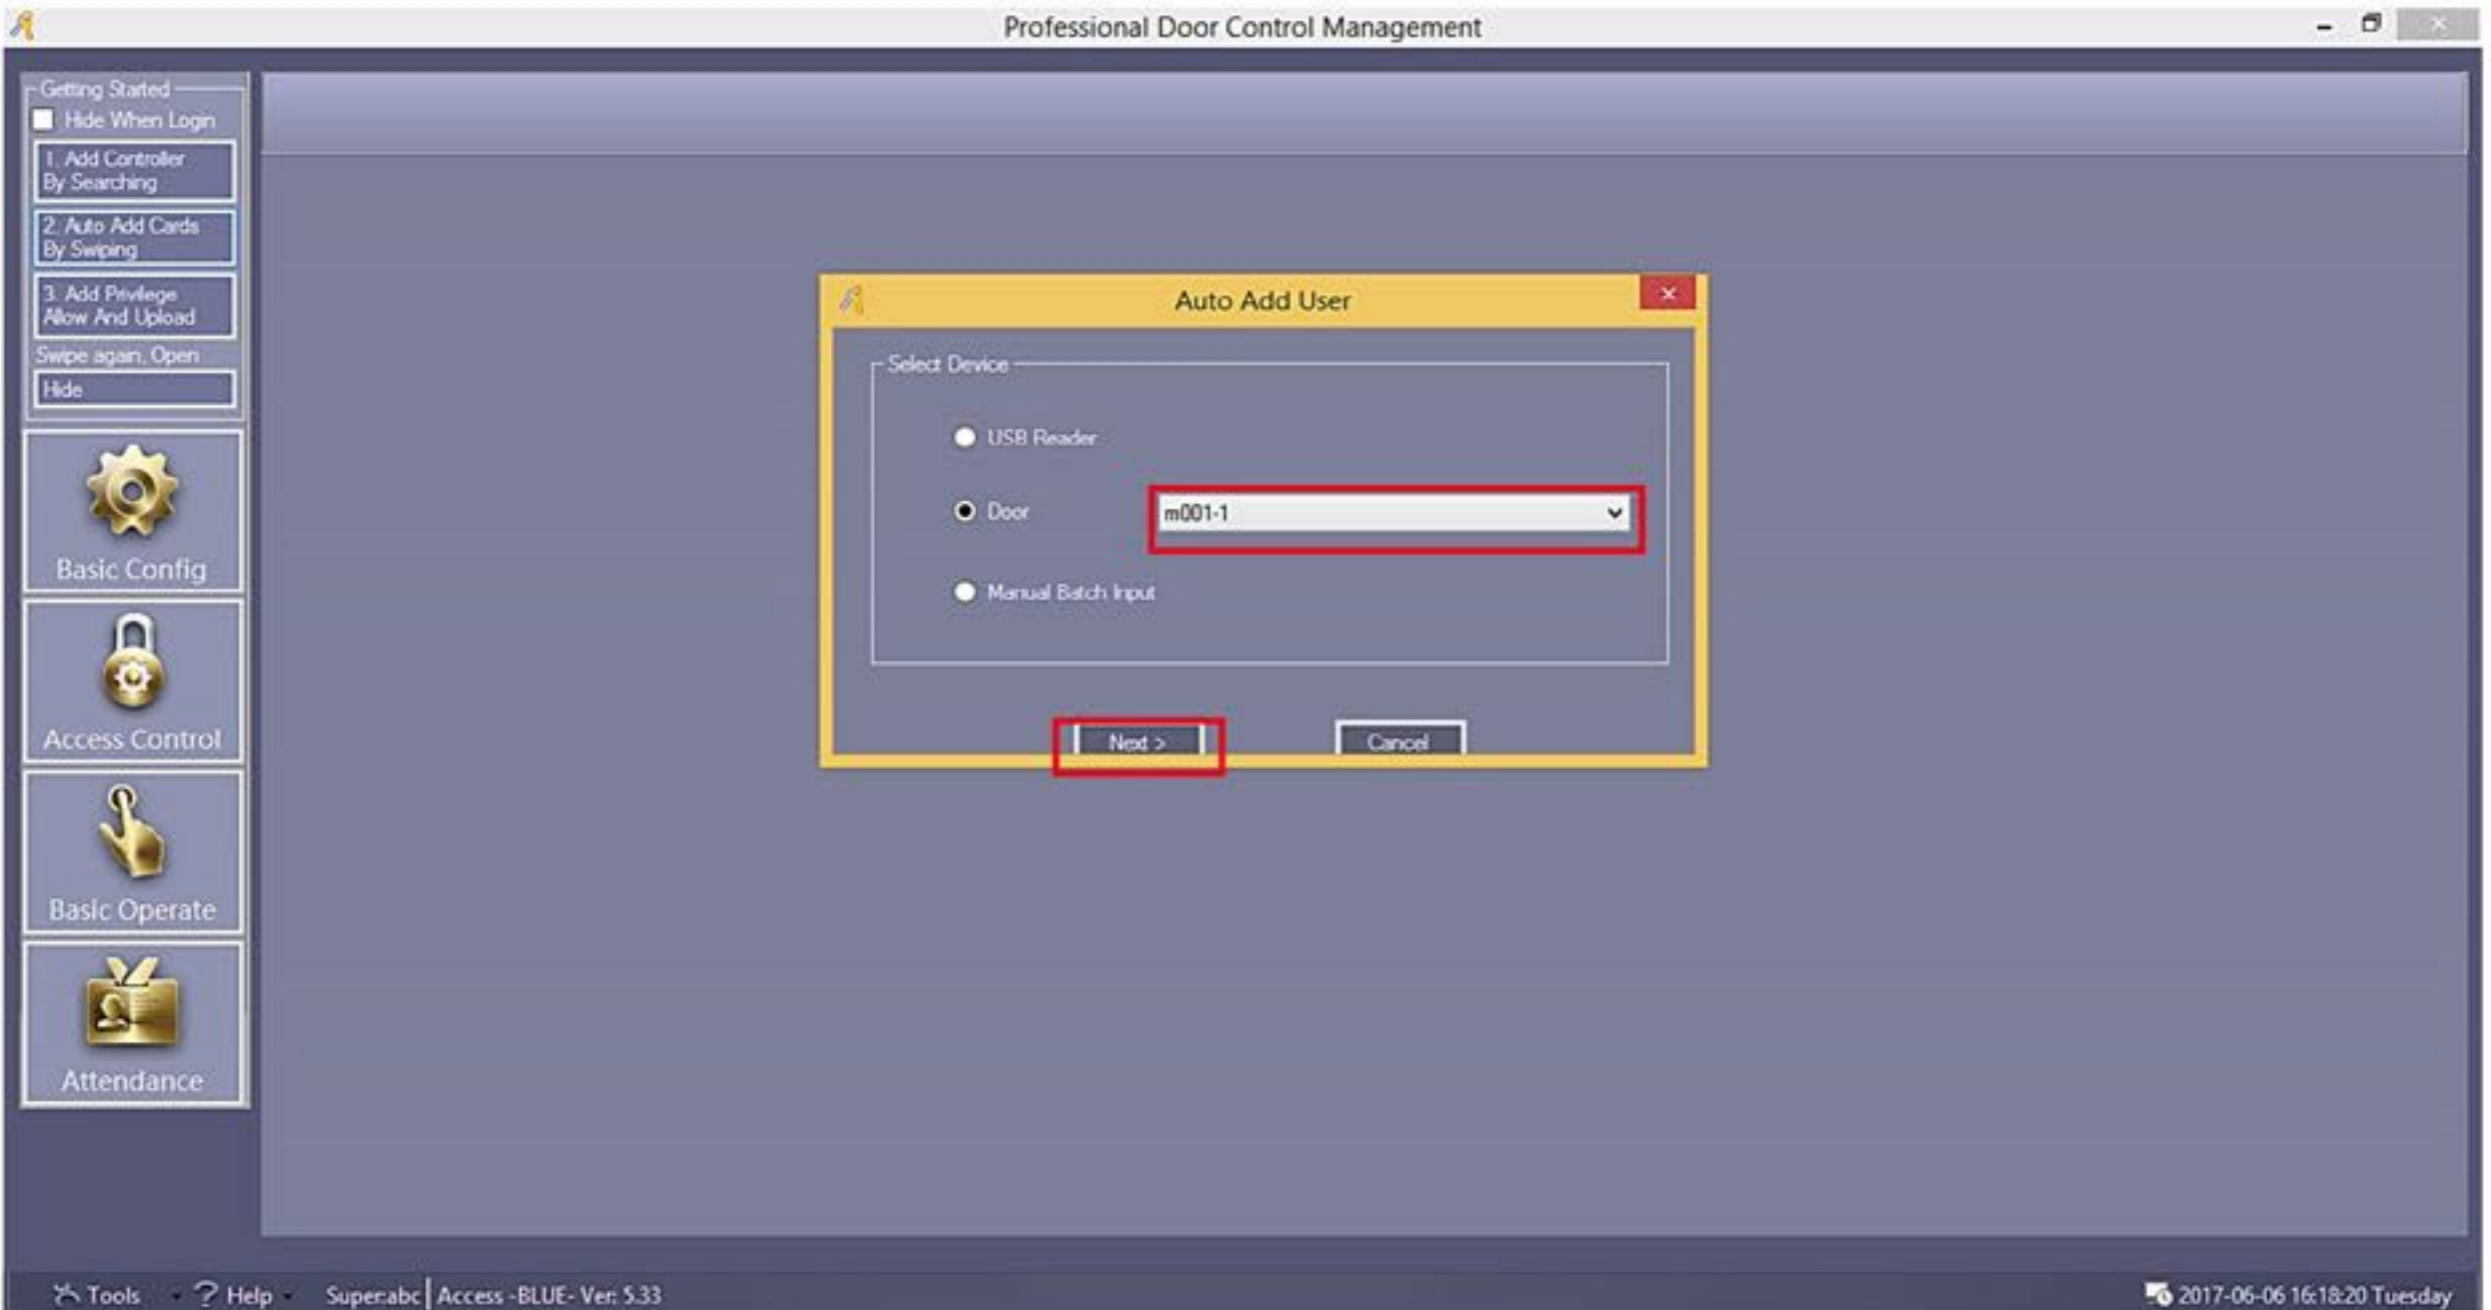 Professional Door Control Management
Getting Started
Hide When Login
1. Add Controller
By Searching
2. Auto Add Cards
By Swiping
3. Add Privilege
Allow And Upload
Swipe again, Open
Hide
Basic Config
Access Control
Basic Operate
Attendance
Auto Add User
Select Device
USB Reader
Door
m001-1
Manual Batch Input
Next >
Cancel
Tools
? Help
Super:abc
Access -BLUE- Ver: 5.33
2017-06-06 16:18:20 Tuesday